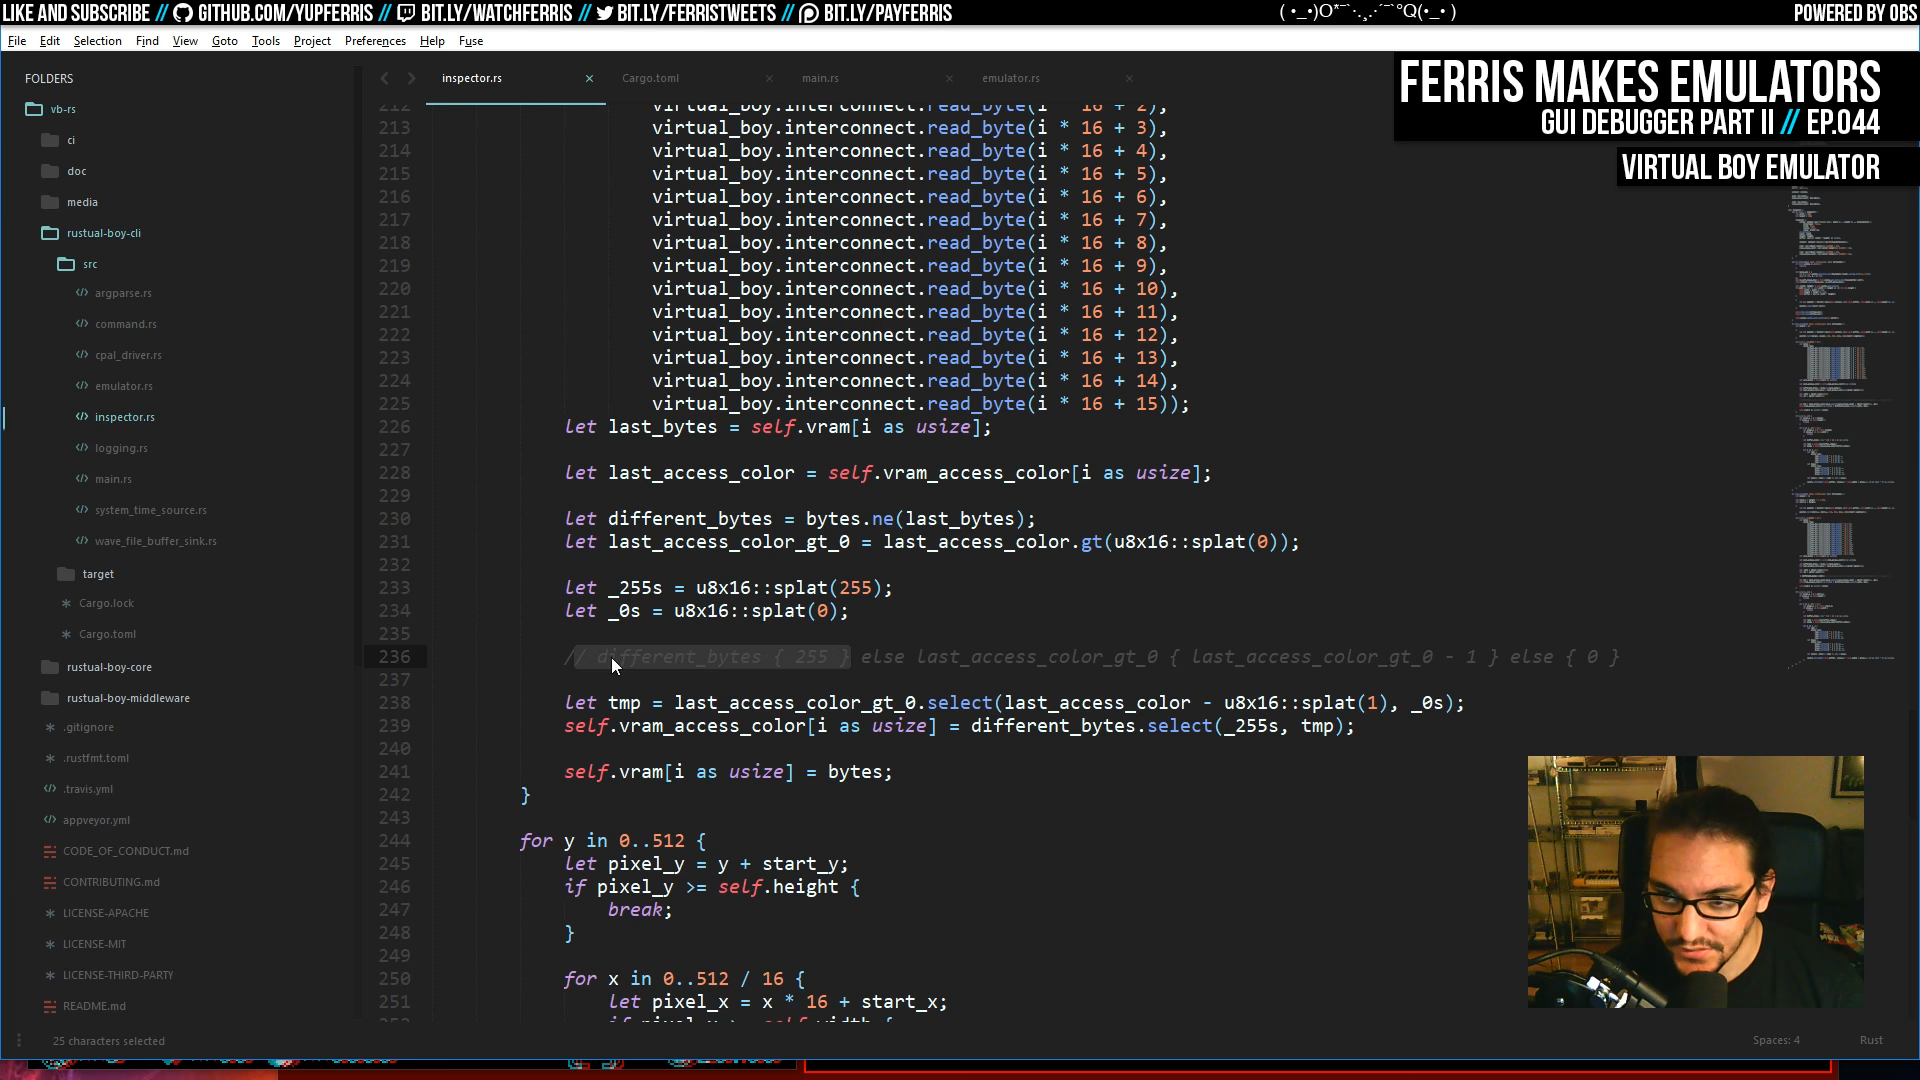 LIKE AND SUBSCRIBE // GITHUB.COM/YUPFERRIS // BIT.LY/WATCHFERRIS // BIT.LY/FERRISTWEETS // BIT.LY/PAYFERRIS
POWERED BY OBS
File Edit Selection Find View Goto Tools Project Preferences Help Fuse
FERRIS MAKES EMULATORS
GUI DEBUGGER PART II // EP.044
VIRTUAL BOY EMULATOR
FOLDERS
vb-rs
ci
doc
media
rustual-boy-cli
src
argparse.rs
command.rs
cpal_driver.rs
emulator.rs
inspector.rs
logging.rs
main.rs
system_time_source.rs
wave_file_buffer_sink.rs
target
Cargo.lock
Cargo.toml
rustual-boy-core
rustual-boy-middleware
.gitignore
.rustfmt.toml
.travis.yml
appveyor.yml
CODE_OF_CONDUCT.md
CONTRIBUTING.md
LICENSE-APACHE
LICENSE-MIT
LICENSE-THIRD-PARTY
README.md
inspector.rs Cargo.toml main.rs emulator.rs
212 virtual_boy.interconnect.read_byte(i * 16 + 2),
213 virtual_boy.interconnect.read_byte(i * 16 + 3),
214 virtual_boy.interconnect.read_byte(i * 16 + 4),
215 virtual_boy.interconnect.read_byte(i * 16 + 5),
216 virtual_boy.interconnect.read_byte(i * 16 + 6),
217 virtual_boy.interconnect.read_byte(i * 16 + 7),
218 virtual_boy.interconnect.read_byte(i * 16 + 8),
219 virtual_boy.interconnect.read_byte(i * 16 + 9),
220 virtual_boy.interconnect.read_byte(i * 16 + 10),
221 virtual_boy.interconnect.read_byte(i * 16 + 11),
222 virtual_boy.interconnect.read_byte(i * 16 + 12),
223 virtual_boy.interconnect.read_byte(i * 16 + 13),
224 virtual_boy.interconnect.read_byte(i * 16 + 14),
225 virtual_boy.interconnect.read_byte(i * 16 + 15));
226 let last_bytes = self.vram[i as usize];
227
228 let last_access_color = self.vram_access_color[i as usize];
229
230 let different_bytes = bytes.ne(last_bytes);
231 let last_access_color_gt_0 = last_access_color.gt(u8x16::splat(0));
232
233 let _255s = u8x16::splat(255);
234 let _0s = u8x16::splat(0);
235
236 // different_bytes { 255 } else last_access_color_gt_0 { last_access_color_gt_0 - 1 } else { 0 }
237
238 let tmp = last_access_color_gt_0.select(last_access_color - u8x16::splat(1), _0s);
239 self.vram_access_color[i as usize] = different_bytes.select(_255s, tmp);
240
241 self.vram[i as usize] = bytes;
242 }
243
244 for y in 0..512 {
245 let pixel_y = y + start_y;
246 if pixel_y >= self.height {
247 break;
248 }
249
250 for x in 0..512 / 16 {
251 let pixel_x = x * 16 + start_x;
25 characters selected
Spaces: 4
Rust